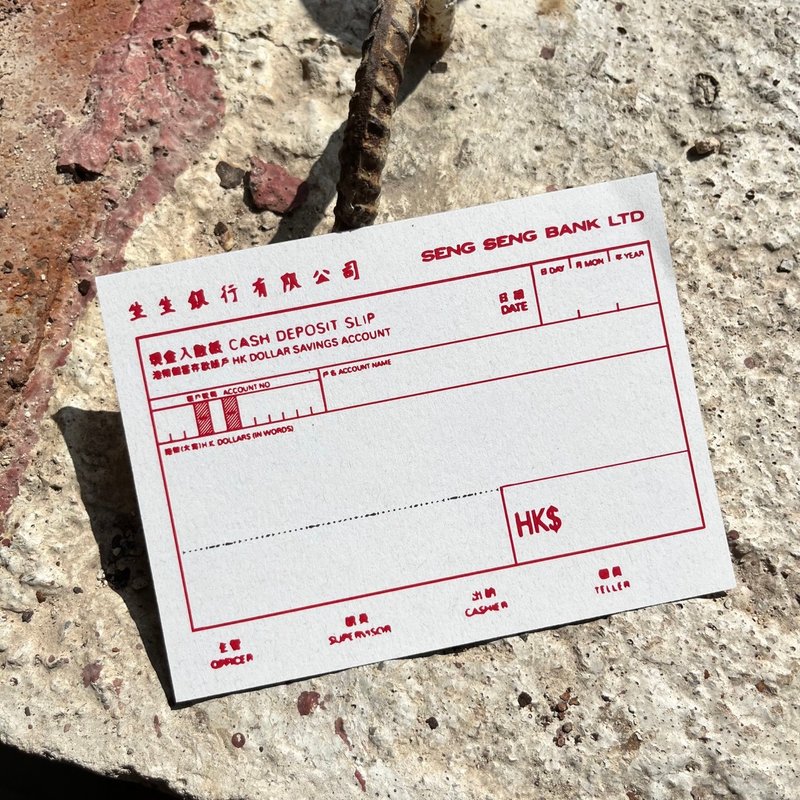 生生銀行有限公司
SENG SENG BANK LTD
現金入數紙 CASH DEPOSIT SLIP
港幣儲蓄存款賬戶 HK DOLLAR SAVINGS ACCOUNT
日期
DATE
日 DAY 月 MON 年 YEAR
賬戶號碼 ACCOUNT NO
戶名 ACCOUNT NAME
港幣(大寫) H K DOLLARS (IN WORDS)
HK$
主管
OFFICER
SUPERVISOR
出納
CASHIER
櫃員
TELLER